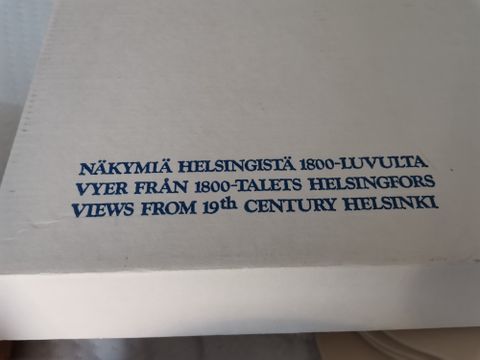 NÄKYMIÄ HELSINGISTÄ 1800-LUVULTA
VYER FRÅN 1800-TALETS HELSINGFORS
VIEWS FROM 19th CENTURY HELSINKI